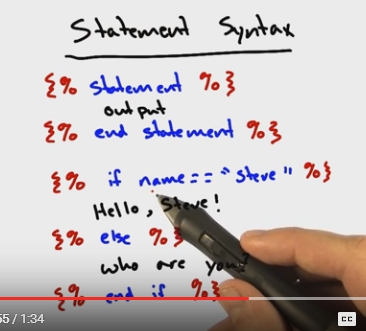 Statement Syntax
{% statement %}
output
{% end statement %}
{% if name == "steve" %}
Hello, Steve!
{% else %}
who are you?
{% end if %}
55 / 1:34
CC